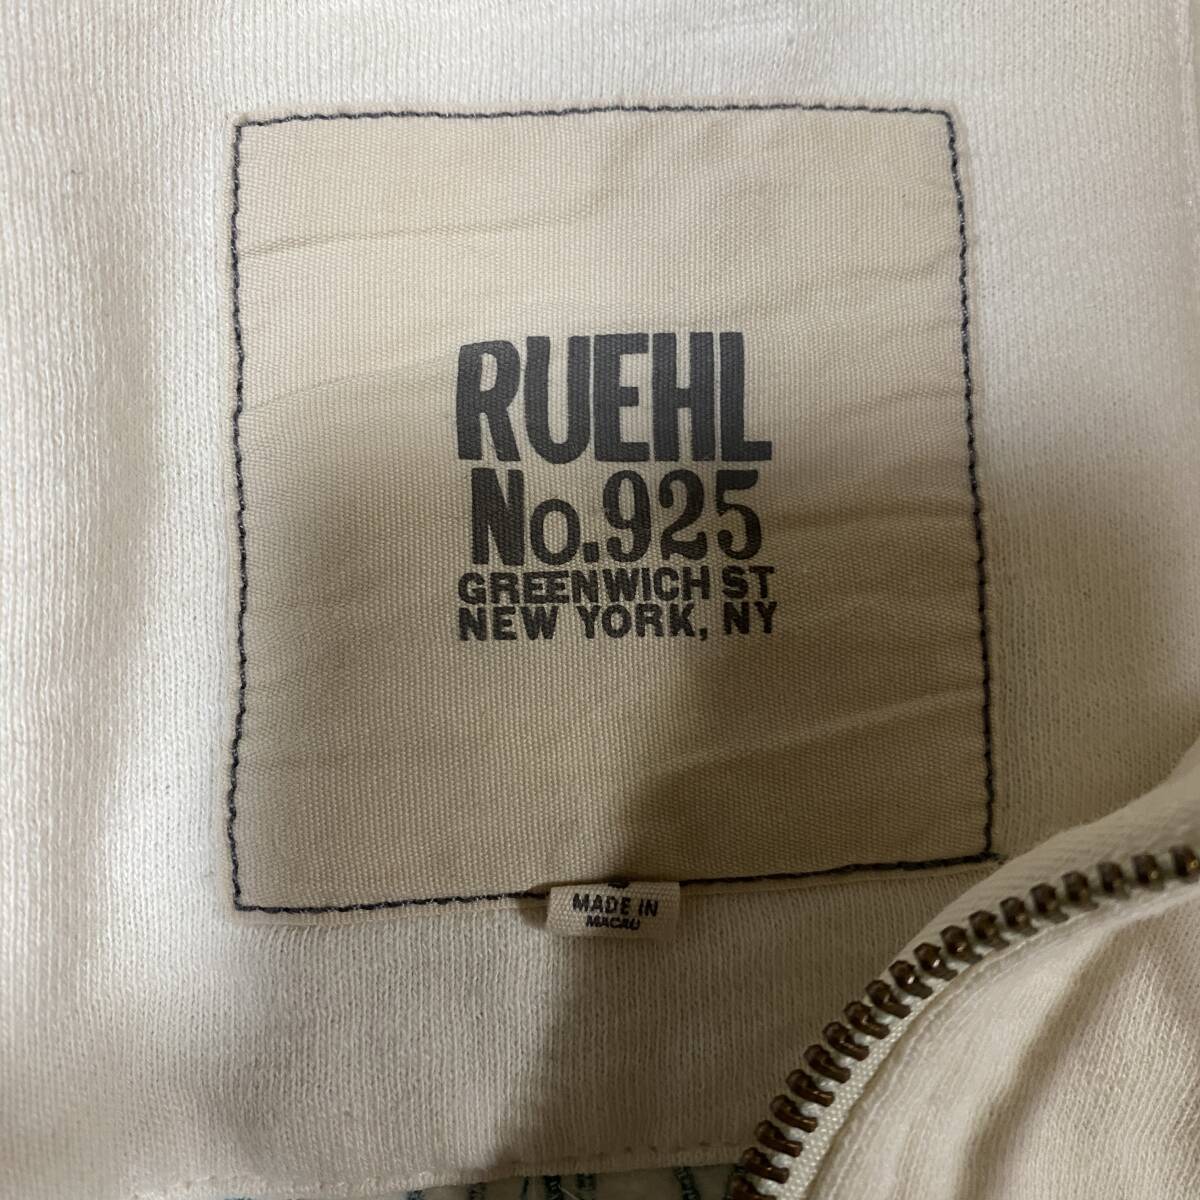 RUEHL
No.925
GREENWICH ST
NEW YORK, NY
MADE IN
MACAU